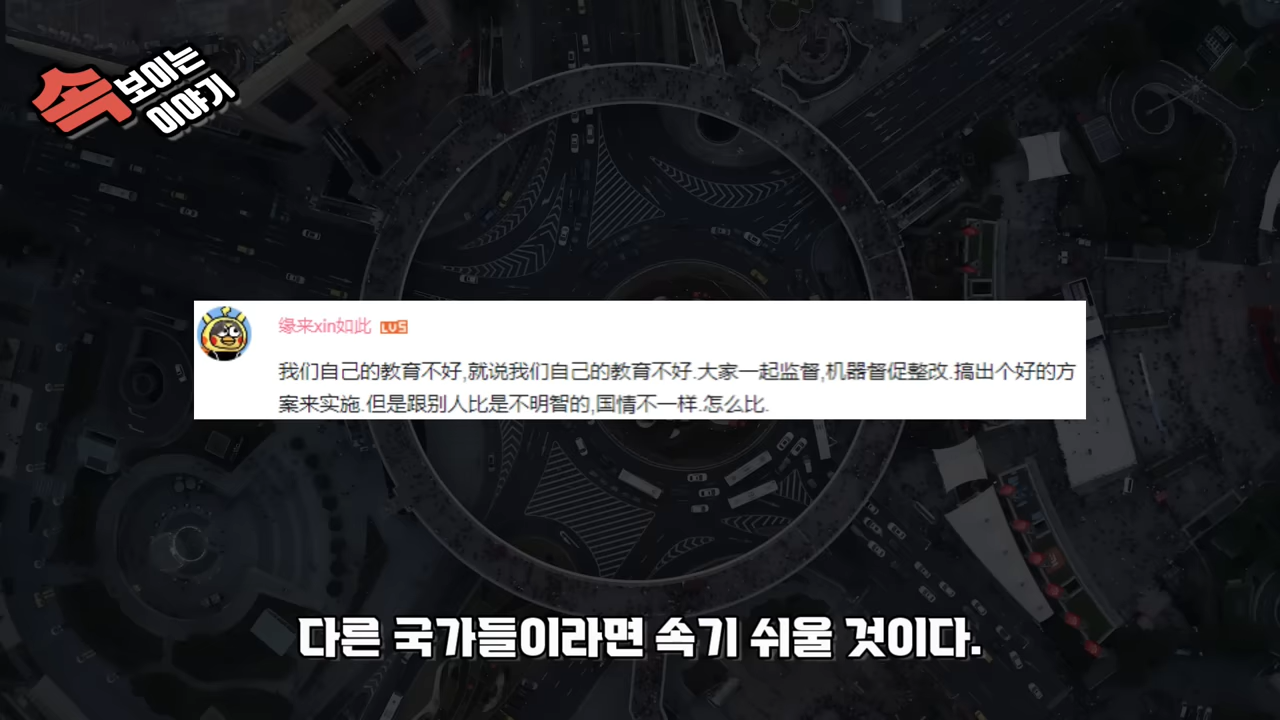 속
보이는
이야기
缘来xin如此 LV5
我们自己的教育不好,就说我们自己的教育不好.大家一起监督,机器督促整改.搞出个好的方
案来实施.但是跟别人比是不明智的,国情不一样.怎么比.
다른 국가들이라면 속기 쉬울 것이다.